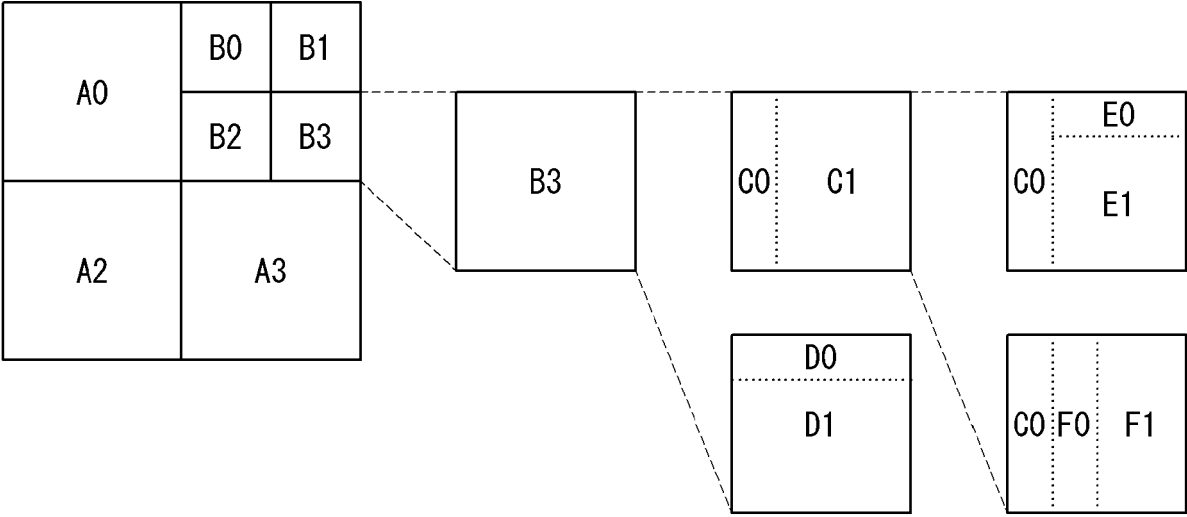 A0
B0 B1
B2 B3
A2 A3
B3
C0 C1
C0 E0
E1
D0
D1
C0 F0 F1